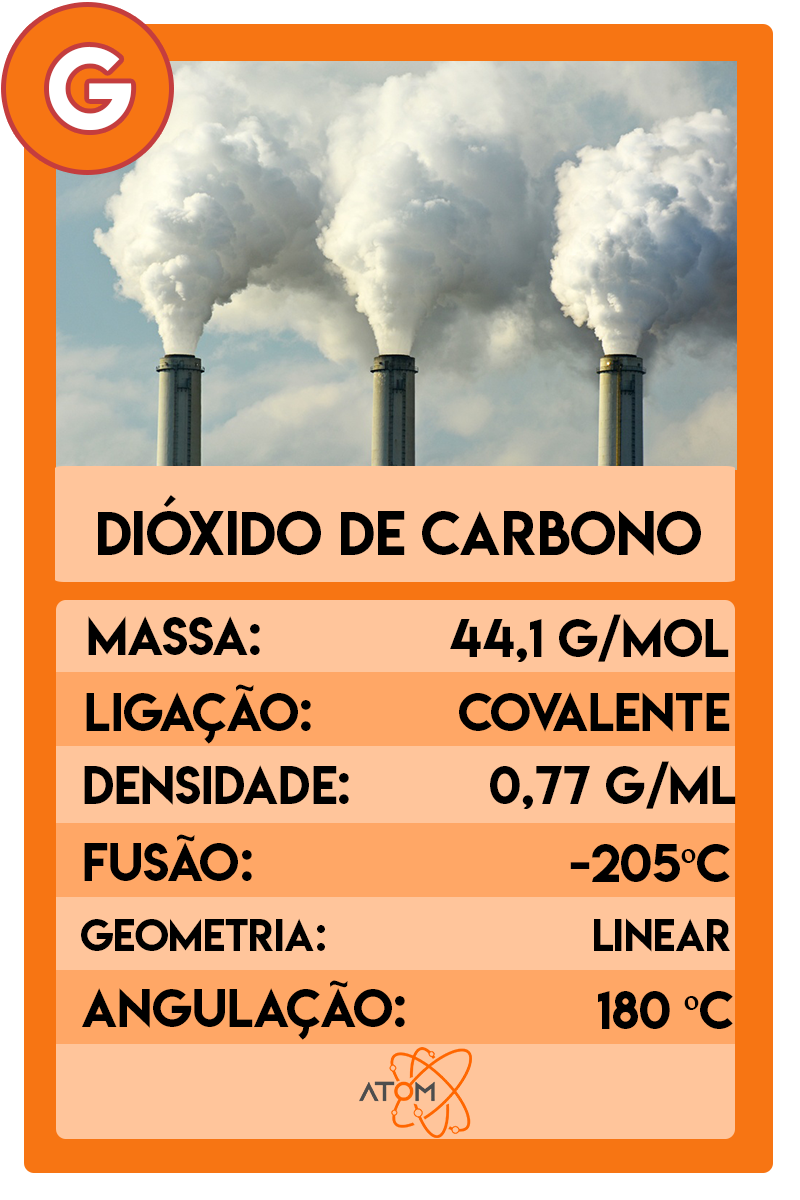 G
DIÓXIDO DE CARBONO
MASSA: 44,1 G/MOL
LIGAÇÃO: COVALENTE
DENSIDADE: 0,77 G/ML
FUSÃO: -205ºC
GEOMETRIA: LINEAR
ANGULAÇÃO: 180 ºC
ATOM